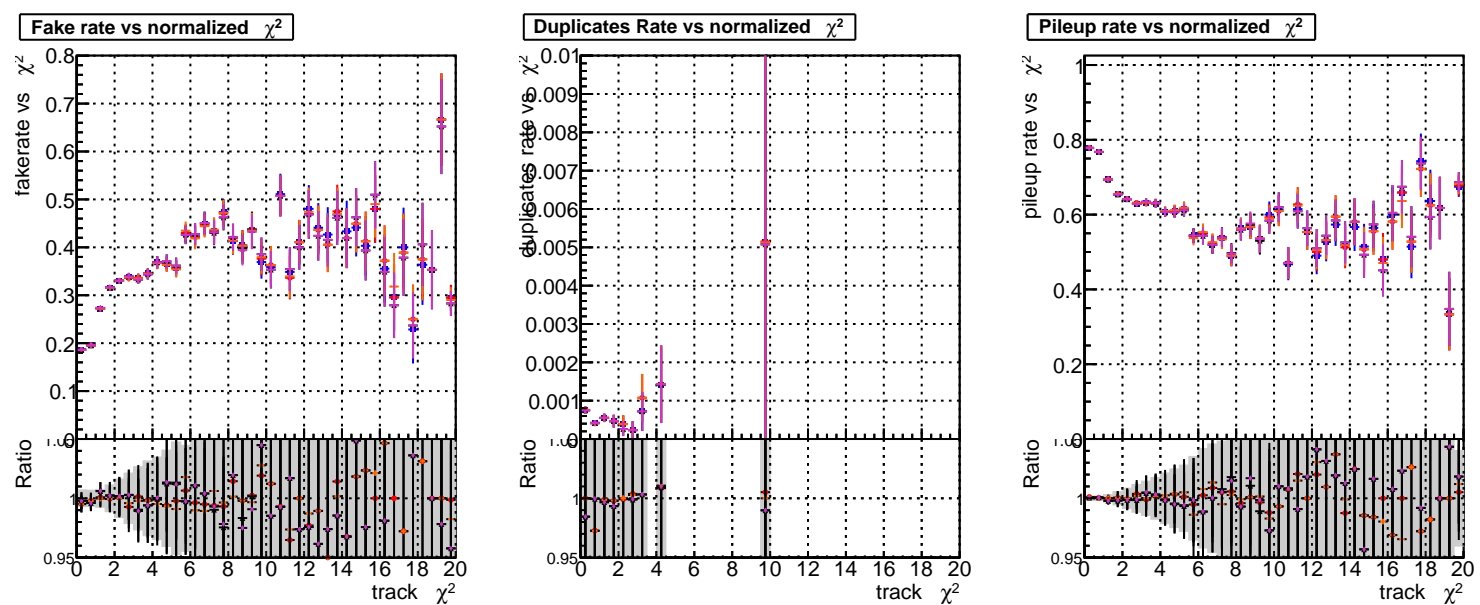 Fake rate vs normalized χ²
fakerate vs χ²
0.8
0.7
0.6
0.5
0.4
0.3
0.2
0.1
Ratio
1
0.95
0 2 4 6 8 10 12 14 16 18 20
track χ²
Duplicates Rate vs normalized χ²
duplicates rate vs χ²
0.01
0.009
0.008
0.007
0.006
0.005
0.004
0.003
0.002
0.001
Ratio
1
0.95
0 2 4 6 8 10 12 14 16 18 20
track χ²
Pileup rate vs normalized χ²
pileup rate vs χ²
1
0.8
0.6
0.4
0.2
Ratio
1
0.95
0 2 4 6 8 10 12 14 16 18 20
track χ²